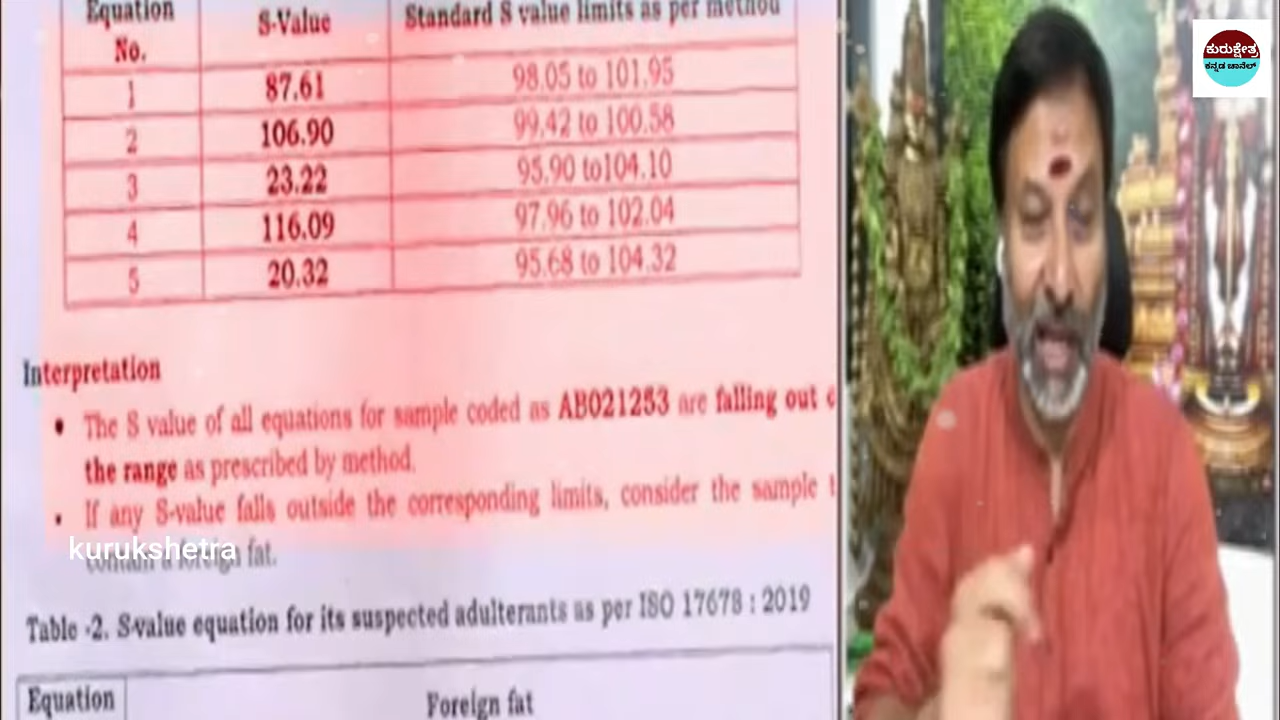 Equation S-Value Standard S value limits as per method
No.
1 87.61 98.05 to 101.95
2 106.90 99.42 to 100.58
3 23.22 95.90 to104.10
4 116.09 97.96 to 102.04
5 20.32 95.68 to 104.32
Interpretation
• The S value of all equations for sample coded as AB021253 are falling out
the range as prescribed by method.
• If any S-value falls outside the corresponding limits, consider the sample
contain a foreign fat.
Table -2. S-value equation for its suspected adulterants as per ISO 17678 : 2019
Equation Foreign fat
kurukshetra
ಕುರುಕ್ಷೇತ್ರ
ಕನ್ನಡ ಚಾನೆಲ್